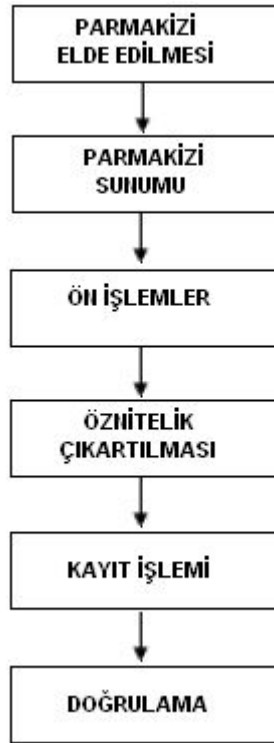 PARMAKİZİ
ELDE EDİLMESİ
PARMAKİZİ
SUNUMU
ÖN İŞLEMLER
ÖZNİTELİK
ÇIKARTILMASI
KAYIT İŞLEMİ
DOĞRULAMA